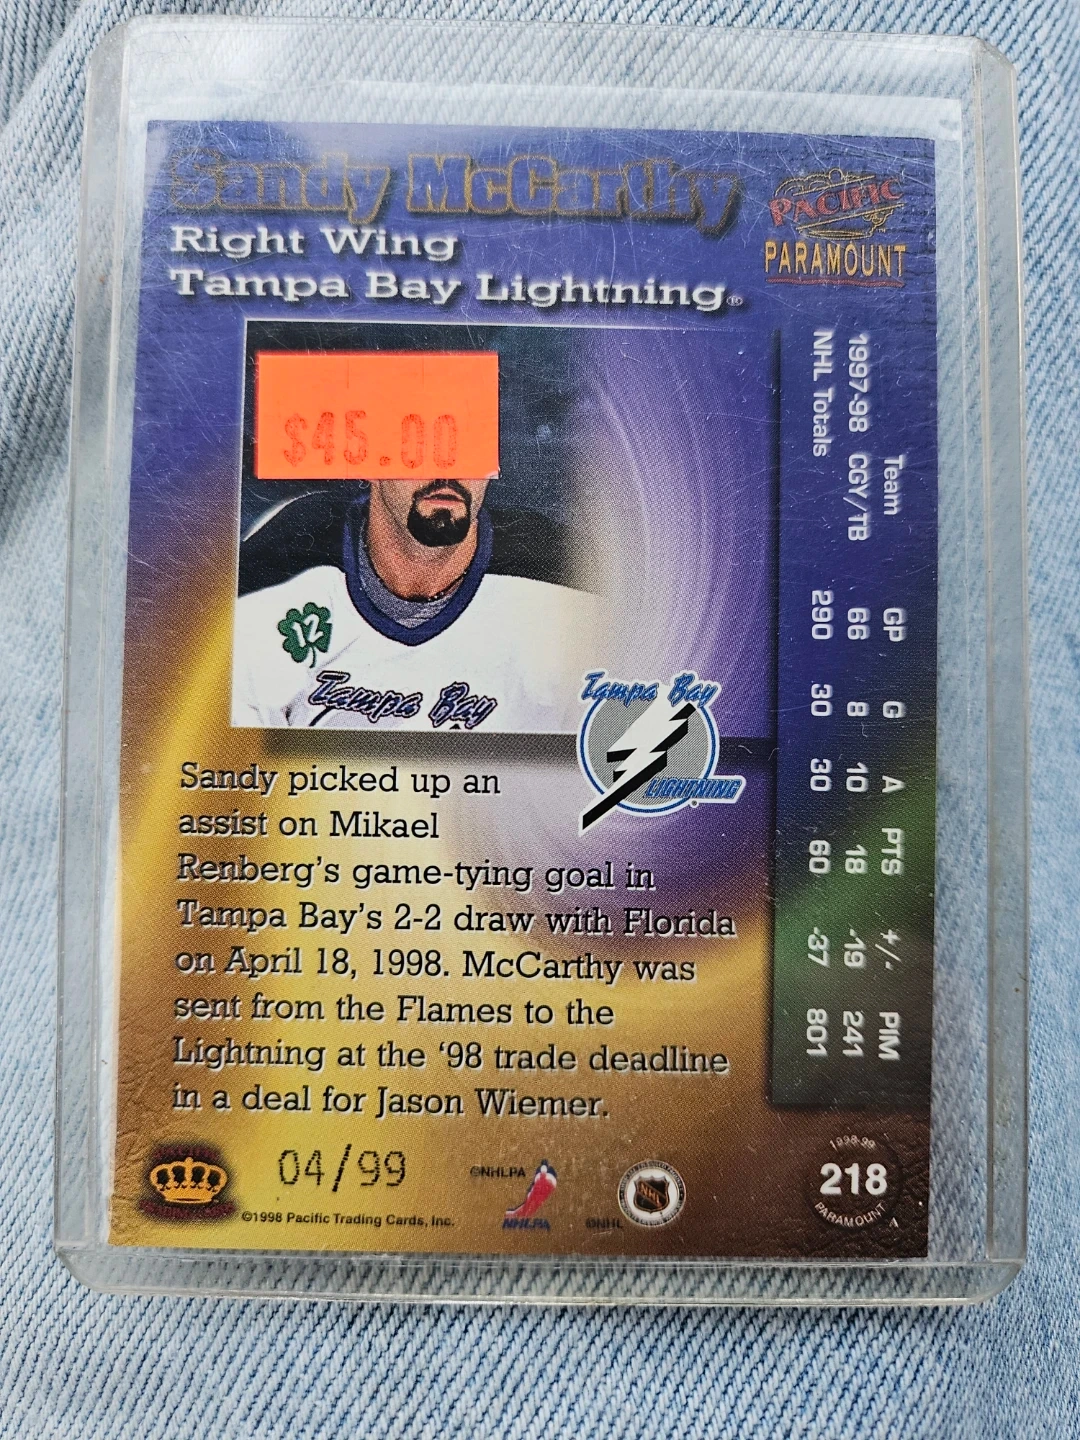 Sandy McCarthy
Right Wing
Tampa Bay Lightning®
PACIFIC
PARAMOUNT
$45.00
12
Tampa Bay
Tampa Bay
LIGHTNING
Team GP G A PTS +/- PIM
1997-98 CGY/TB 66 8 10 18 -19 241
NHL Totals 290 30 30 60 -37 801
Sandy picked up an
assist on Mikael
Renberg's game-tying goal in
Tampa Bay's 2-2 draw with Florida
on April 18, 1998. McCarthy was
sent from the Flames to the
Lightning at the '98 trade deadline
in a deal for Jason Wiemer.
04/99
©1998 Pacific Trading Cards, Inc.
©NHLPA
NHLPA
©NHL
NHL
1998-99
218
PARAMOUNT